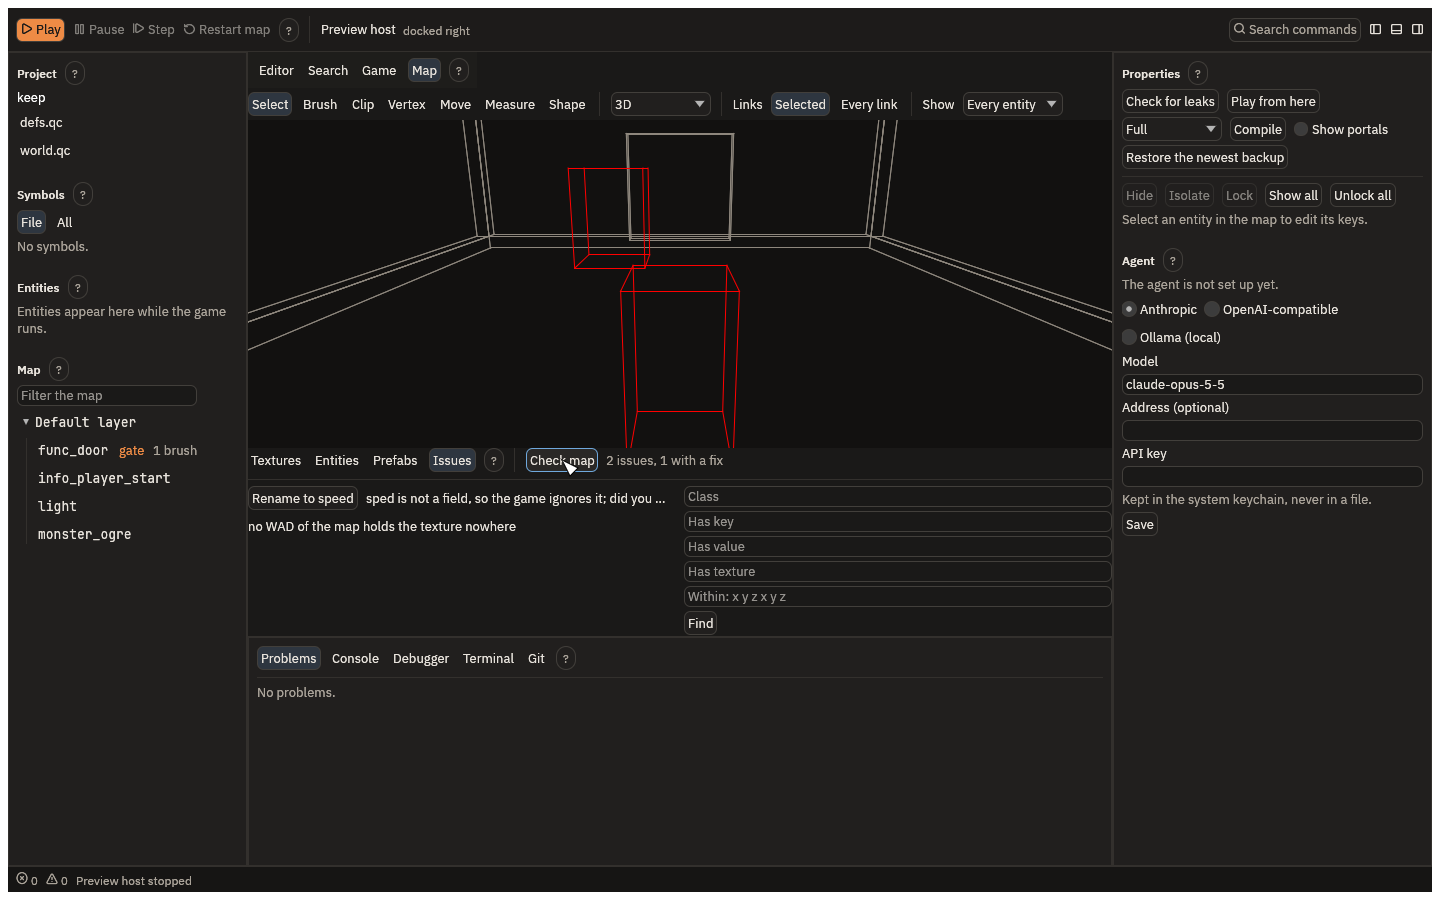 Play Pause Step Restart map ? Preview host docked right Search commands
Project ?
keep
defs.qc
world.qc
Symbols ?
File All
No symbols.
Entities ?
Entities appear here while the game
runs.
Map ?
Filter the map
Default layer
func_door gate 1 brush
info_player_start
light
monster_ogre
Editor Search Game Map ?
Select Brush Clip Vertex Move Measure Shape 3D Links Selected Every link Show Every entity
Textures Entities Prefabs Issues ? Check map 2 issues, 1 with a fix
Rename to speed sped is not a field, so the game ignores it; did you ...
no WAD of the map holds the texture nowhere
Class
Has key
Has value
Has texture
Within: x y z x y z
Find
Problems Console Debugger Terminal Git ?
No problems.
Properties ?
Check for leaks Play from here
Full Compile Show portals
Restore the newest backup
Hide Isolate Lock Show all Unlock all
Select an entity in the map to edit its keys.
Agent ?
The agent is not set up yet.
Anthropic OpenAI-compatible
Ollama (local)
Model
claude-opus-5-5
Address (optional)
API key
Kept in the system keychain, never in a file.
Save
0 0 Preview host stopped